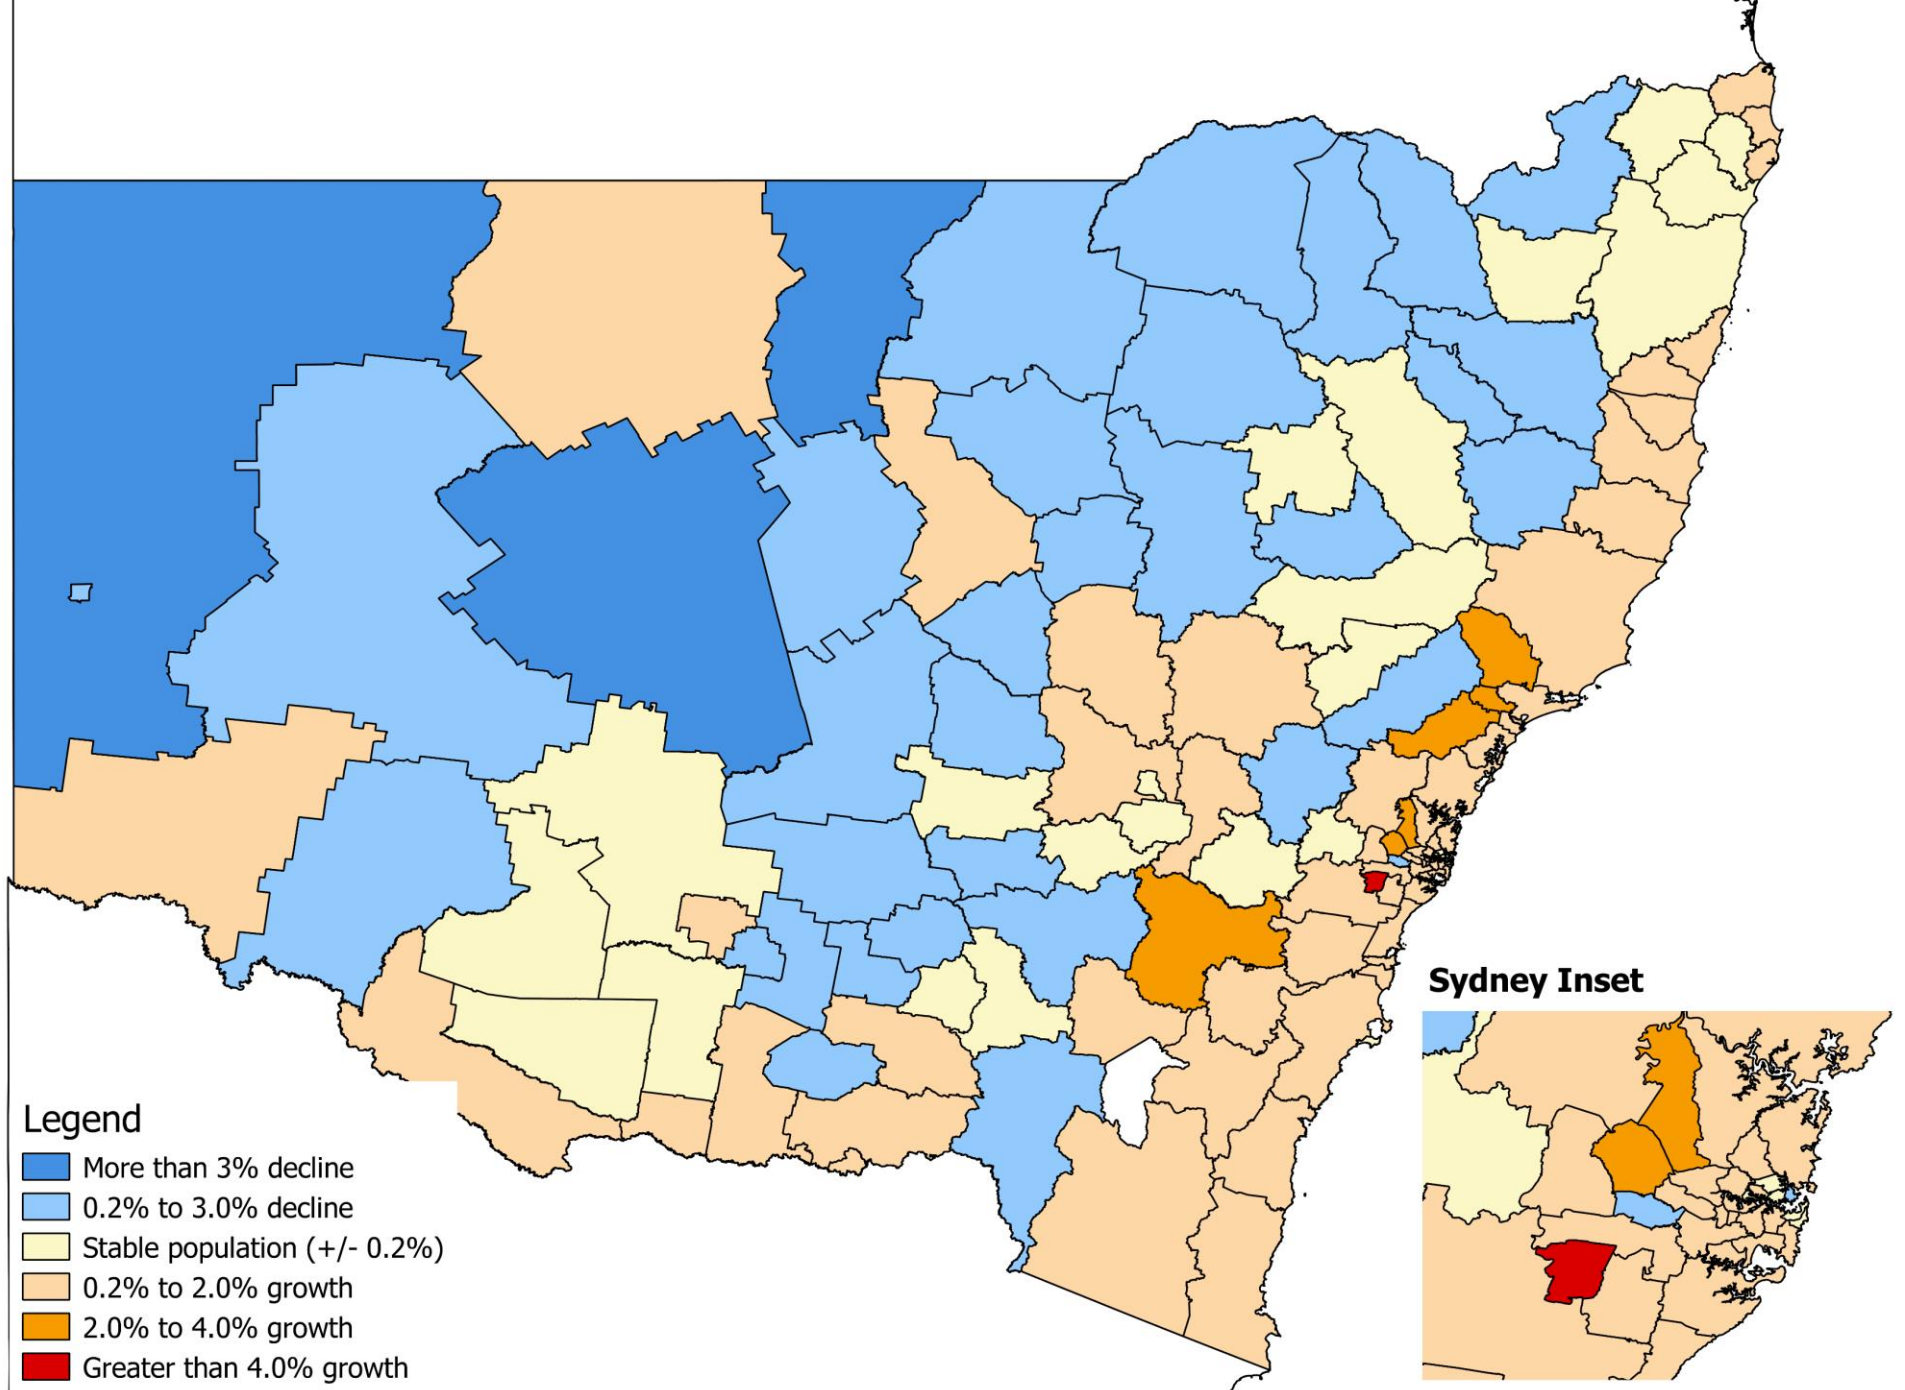 Sydney Inset
Legend
More than 3% decline
0.2% to 3.0% decline
Stable population (+/- 0.2%)
0.2% to 2.0% growth
2.0% to 4.0% growth
Greater than 4.0% growth